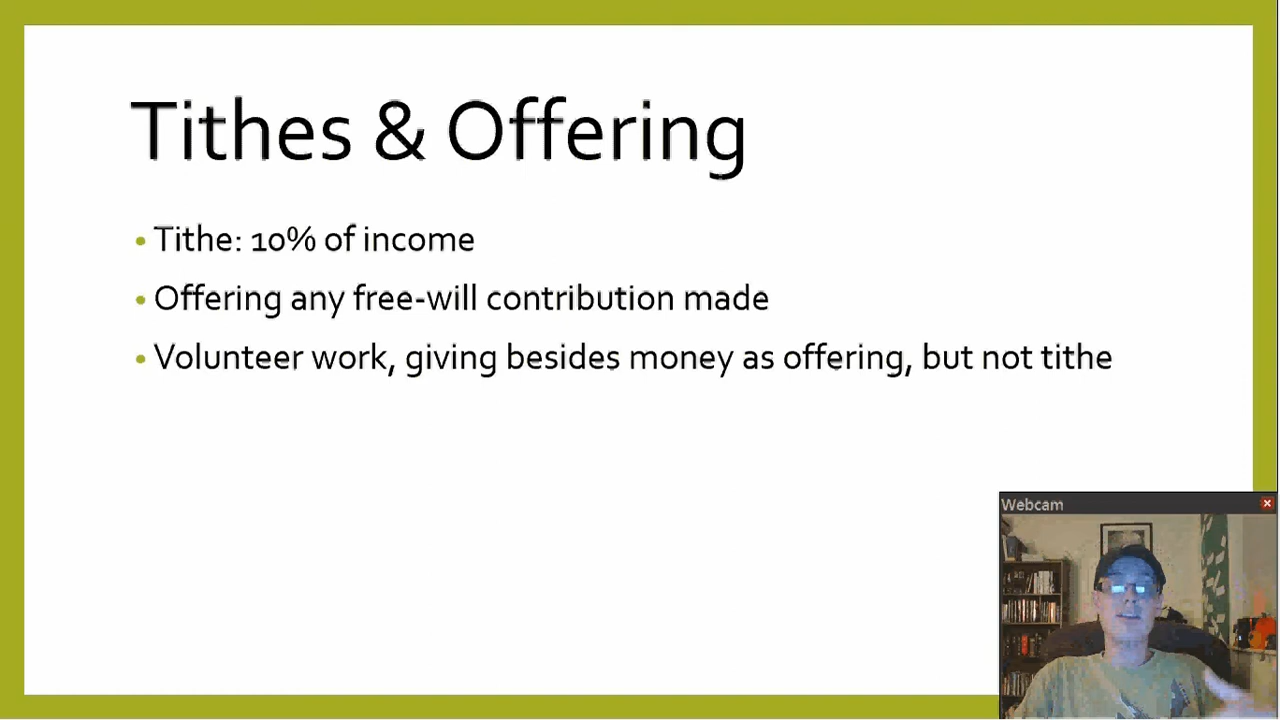 Tithes & Offering
• Tithe: 10% of income
• Offering any free-will contribution made
• Volunteer work, giving besides money as offering, but not tithe
Webcam